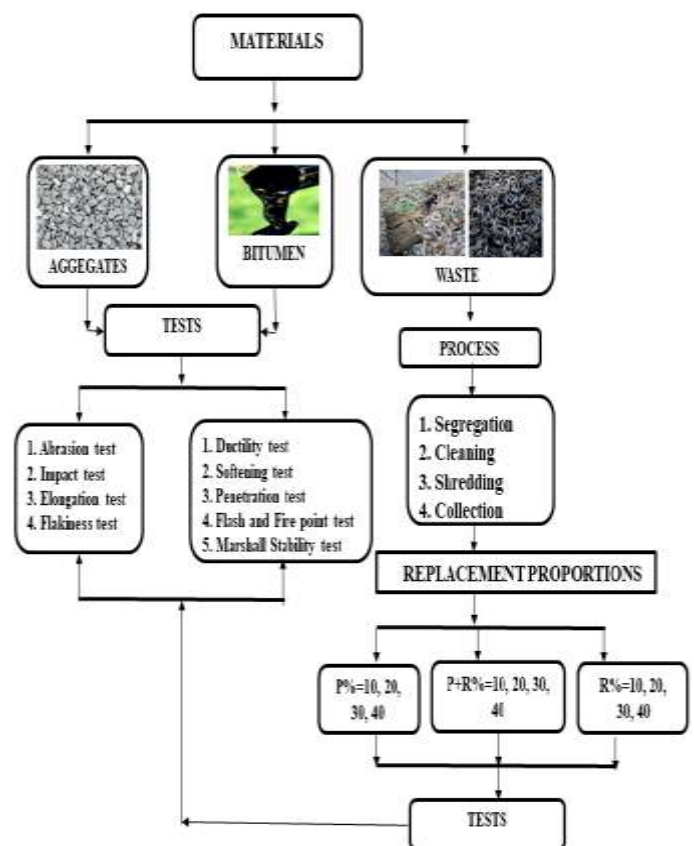 MATERIALS
AGGEGATES
BITUMEN
WASTE
TESTS
PROCESS
1. Abrasion test
2. Impact test
3. Elongation test
4. Flakiness test
1. Ductility test
2. Softening test
3. Penetration test
4. Flash and Fire point test
5. Marshall Stability test
1. Segregation
2. Cleaning
3. Shredding
4. Collection
REPLACEMENT PROPORTIONS
P%=10, 20,
30, 40
P+R%=10, 20, 30,
40
R%=10, 20,
30, 40
TESTS